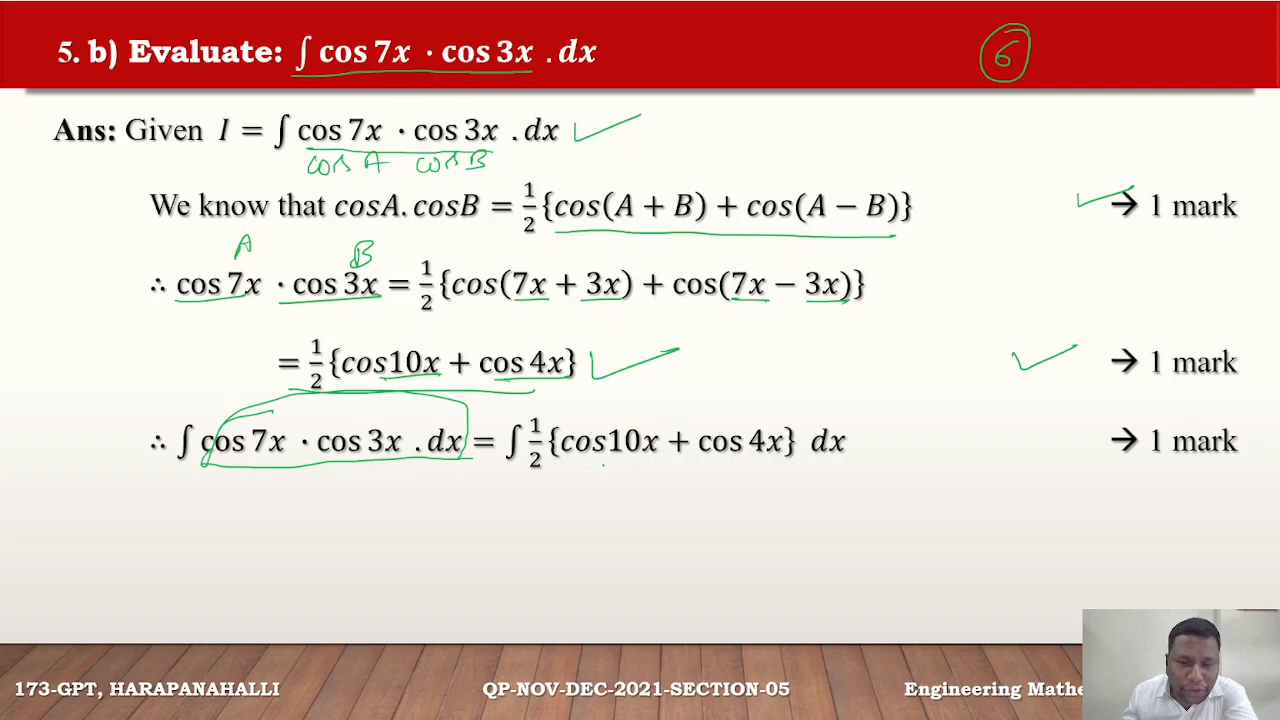 5. b) Evaluate: ∫ cos 7x · cos 3x . dx
6
Ans: Given I = ∫ cos 7x · cos 3x . dx
cos A cos B
We know that cosA. cosB = 1/2 {cos(A + B) + cos(A − B)} → 1 mark
A B
∴ cos 7x · cos 3x = 1/2 {cos(7x + 3x) + cos(7x − 3x)}
= 1/2 {cos10x + cos 4x} → 1 mark
∴ ∫ cos 7x · cos 3x . dx = ∫ 1/2 {cos10x + cos 4x} dx → 1 mark
173-GPT, HARAPANAHALLI QP-NOV-DEC-2021-SECTION-05 Engineering Mathe